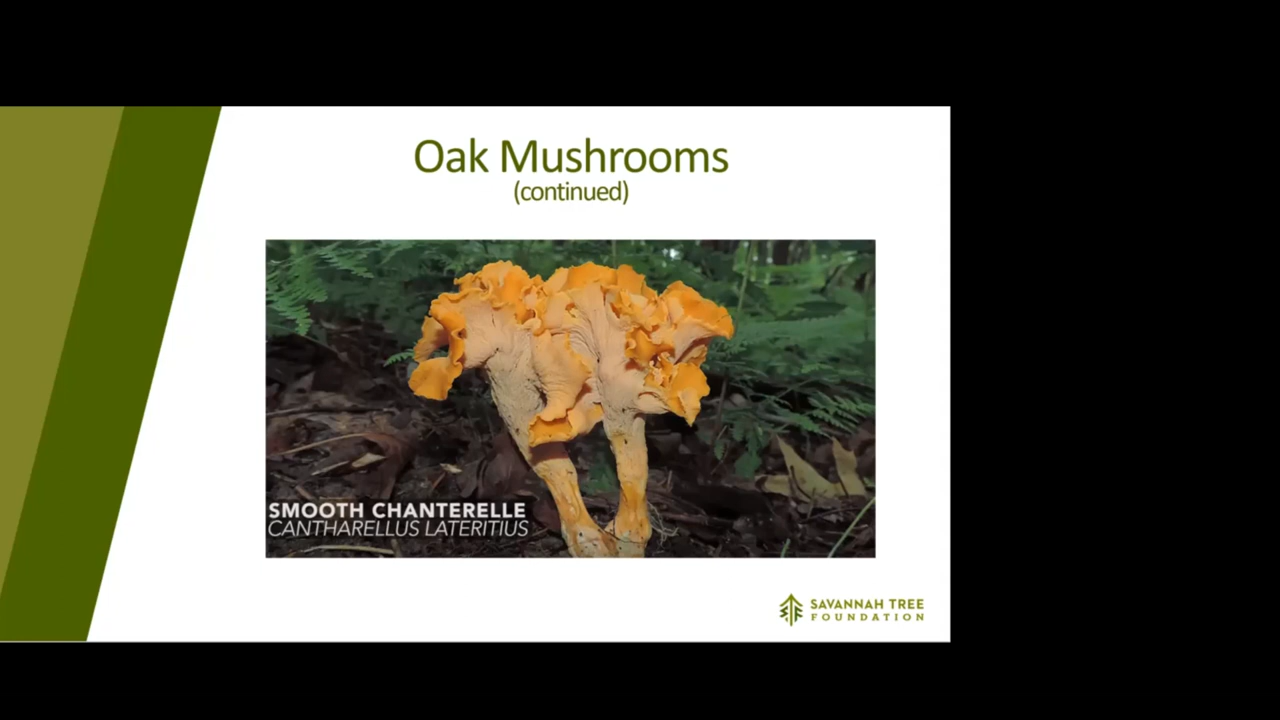 Oak Mushrooms
(continued)
SMOOTH CHANTERELLE
CANTHARELLUS LATERITIUS
SAVANNAH TREE
FOUNDATION